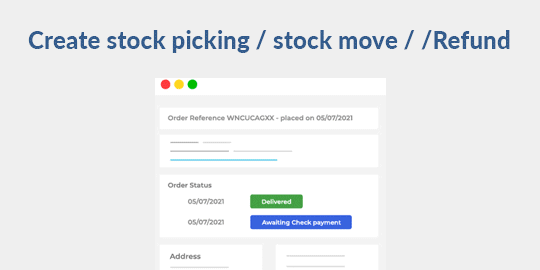 Create stock picking / stock move / /Refund
Order Reference WNCUCAGXX - placed on 05/07/2021
Order Status
05/07/2021 Delivered
05/07/2021 Awaiting Check payment
Address